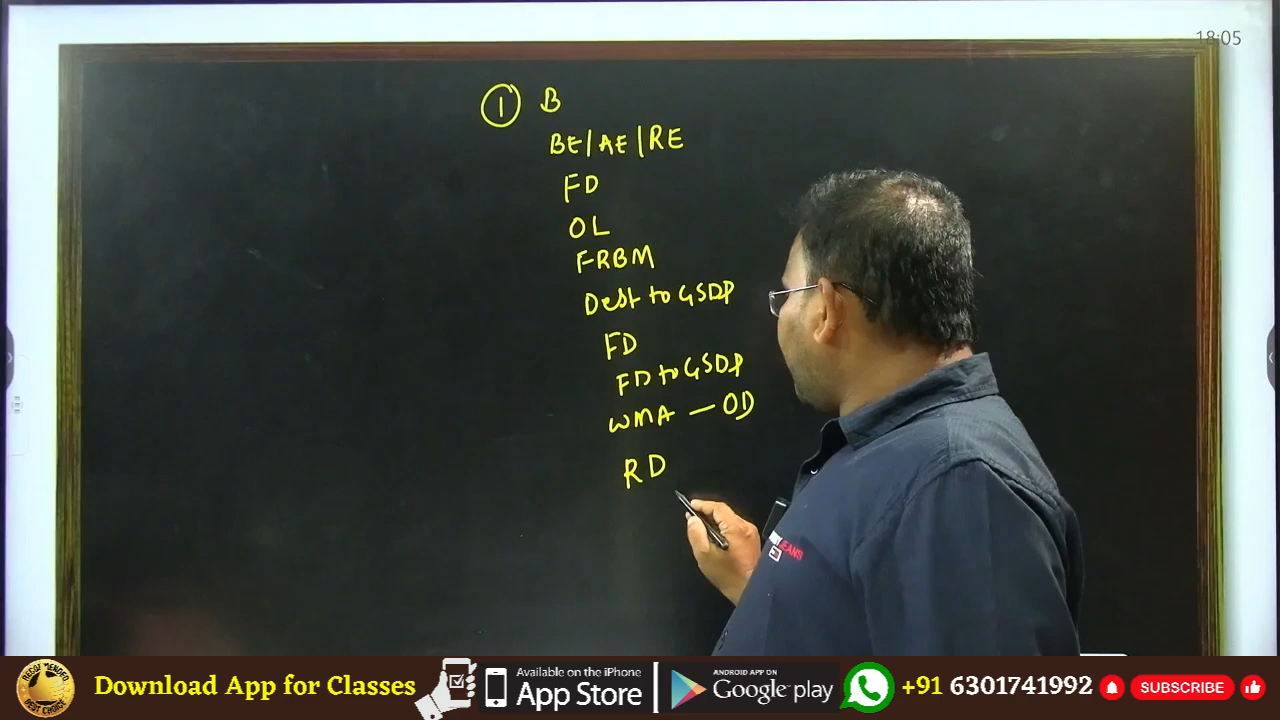 18:05
① B
BE/AE/RE
FD
OL
FRBM
Debt to GSDP
FD
FD to GSDP
WMA — OD
RD
JEANS
Download App for Classes
Available on the iPhone
App Store
ANDROID APP ON
Google play
+91 6301741992
SUBSCRIBE